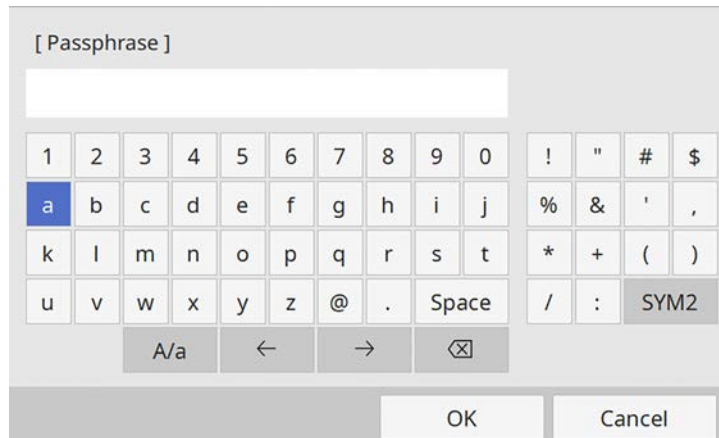 [ Passphrase ]
1 2 3 4 5 6 7 8 9 0 ! " # $
a b c d e f g h i j % & ' ,
k l m n o p q r s t * + ( )
u v w x y z @ . Space / : SYM2
A/a ← → ⌫
OK Cancel